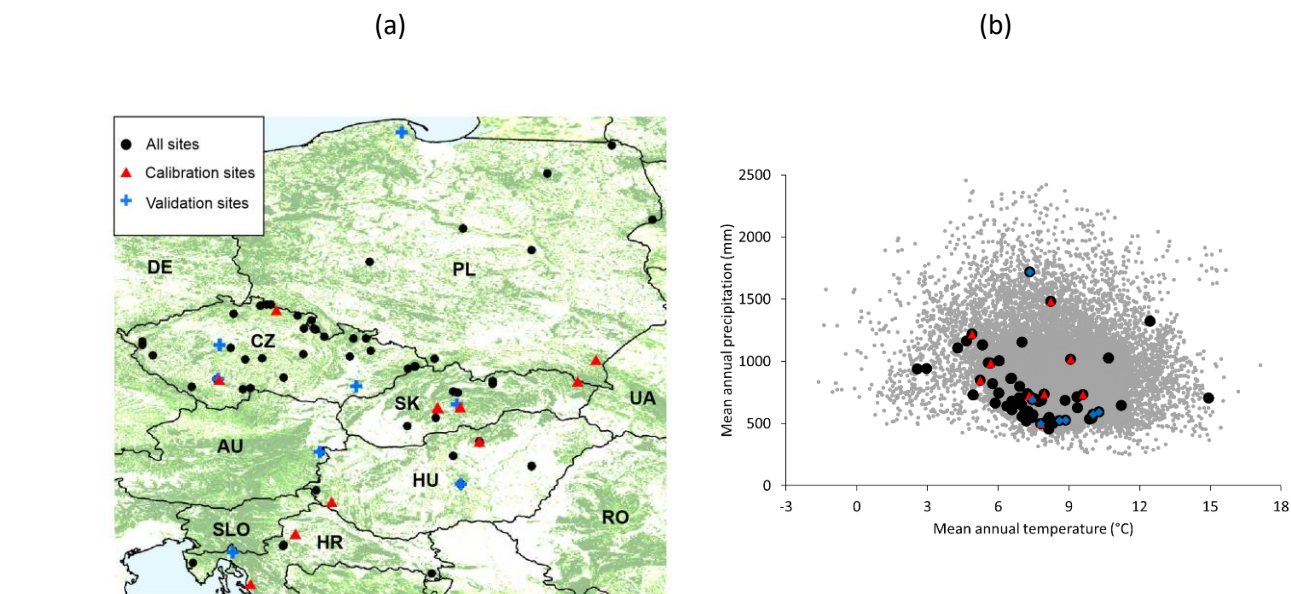 (a)
(b)
All sites
Calibration sites
Validation sites
DE
PL
CZ
SK
UA
AU
HU
RO
SLO
HR
Mean annual precipitation (mm)
2500
2000
1500
1000
500
0
-3 0 3 6 9 12 15 18
Mean annual temperature (°C)